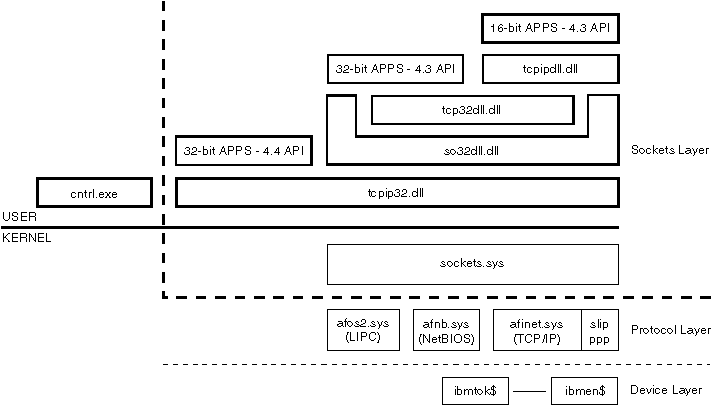 16-bit APPS - 4.3 API
32-bit APPS - 4.3 API
tcpipdll.dll
tcp32dll.dll
32-bit APPS - 4.4 API
so32dll.dll
Sockets Layer
cntrl.exe
tcpip32.dll
USER
KERNEL
sockets.sys
afos2.sys
(LIPC)
afnb.sys
(NetBIOS)
afinet.sys
(TCP/IP)
slip
ppp
Protocol Layer
ibmtok$
ibmen$
Device Layer